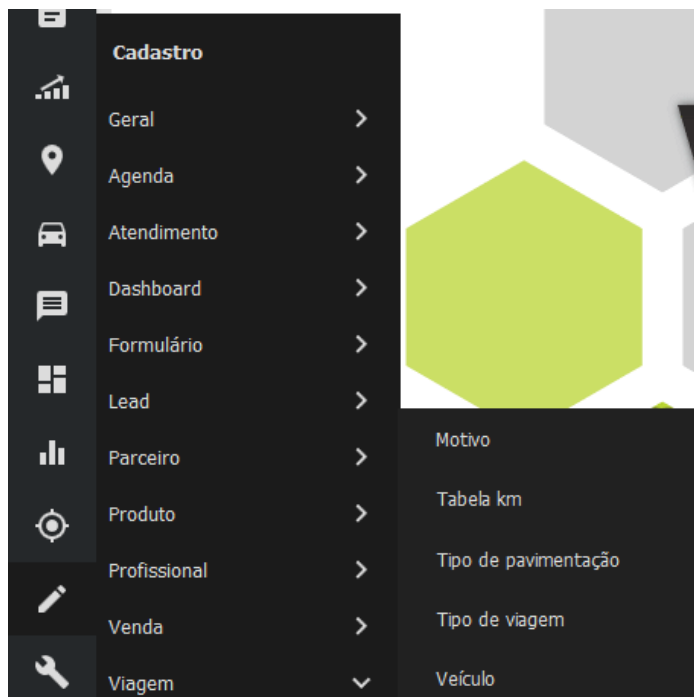 Cadastro
Geral
Agenda
Atendimento
Dashboard
Formulário
Lead
Parceiro
Produto
Profissional
Venda
Viagem
Motivo
Tabela km
Tipo de pavimentação
Tipo de viagem
Veículo